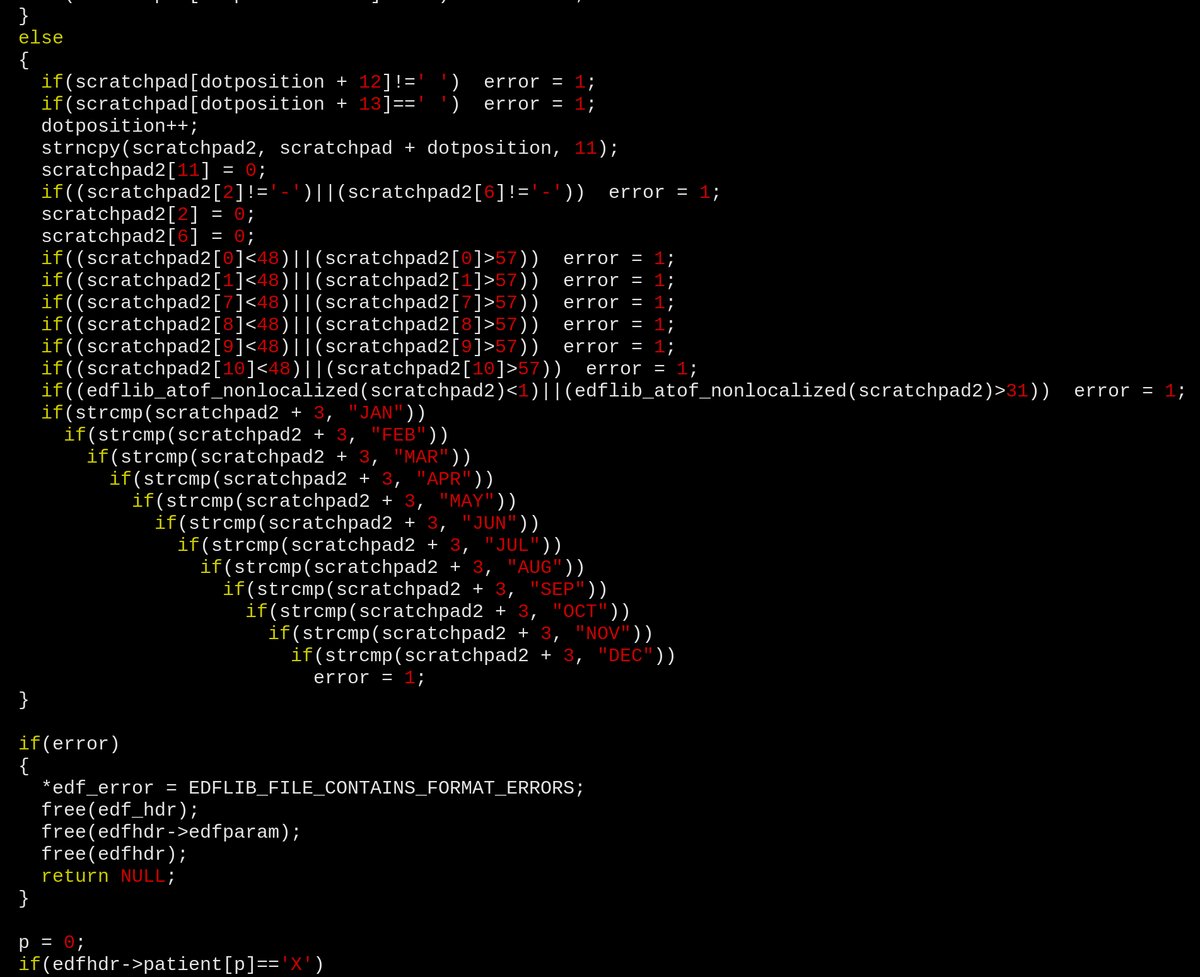 }
else
{
  if(scratchpad[dotposition + 12]!=' ')  error = 1;
  if(scratchpad[dotposition + 13]==' ')  error = 1;
  dotposition++;
  strncpy(scratchpad2, scratchpad + dotposition, 11);
  scratchpad2[11] = 0;
  if((scratchpad2[2]!='-')||(scratchpad2[6]!='-'))  error = 1;
  scratchpad2[2] = 0;
  scratchpad2[6] = 0;
  if((scratchpad2[0]<48)||(scratchpad2[0]>57))  error = 1;
  if((scratchpad2[1]<48)||(scratchpad2[1]>57))  error = 1;
  if((scratchpad2[7]<48)||(scratchpad2[7]>57))  error = 1;
  if((scratchpad2[8]<48)||(scratchpad2[8]>57))  error = 1;
  if((scratchpad2[9]<48)||(scratchpad2[9]>57))  error = 1;
  if((scratchpad2[10]<48)||(scratchpad2[10]>57))  error = 1;
  if((edflib_atof_nonlocalized(scratchpad2)<1)||(edflib_atof_nonlocalized(scratchpad2)>31))  error = 1;
  if(strcmp(scratchpad2 + 3, "JAN"))
    if(strcmp(scratchpad2 + 3, "FEB"))
      if(strcmp(scratchpad2 + 3, "MAR"))
        if(strcmp(scratchpad2 + 3, "APR"))
          if(strcmp(scratchpad2 + 3, "MAY"))
            if(strcmp(scratchpad2 + 3, "JUN"))
              if(strcmp(scratchpad2 + 3, "JUL"))
                if(strcmp(scratchpad2 + 3, "AUG"))
                  if(strcmp(scratchpad2 + 3, "SEP"))
                    if(strcmp(scratchpad2 + 3, "OCT"))
                      if(strcmp(scratchpad2 + 3, "NOV"))
                        if(strcmp(scratchpad2 + 3, "DEC"))
                          error = 1;
}

if(error)
{
  *edf_error = EDFLIB_FILE_CONTAINS_FORMAT_ERRORS;
  free(edf_hdr);
  free(edfhdr->edfparam);
  free(edfhdr);
  return NULL;
}

p = 0;
if(edfhdr->patient[p]=='X')